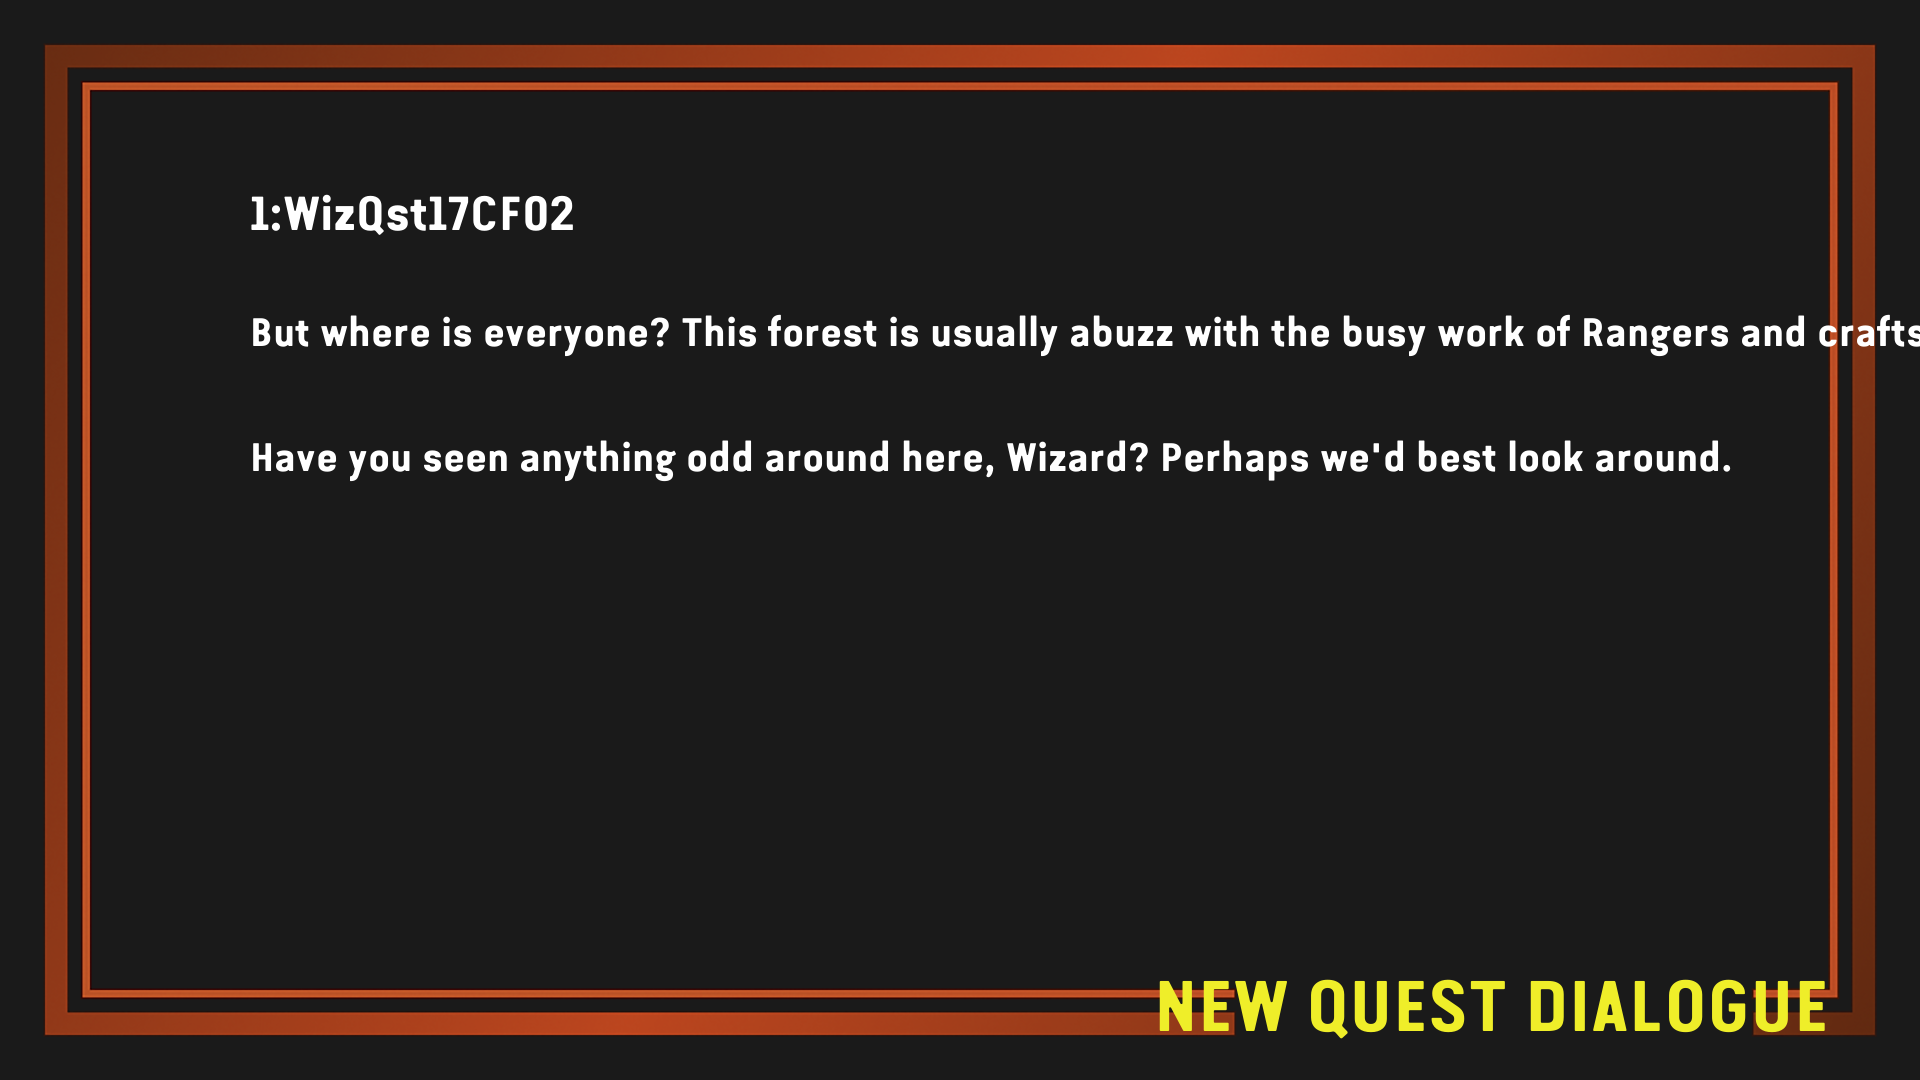 1:WizQst17CF02
But where is everyone? This forest is usually abuzz with the busy work of Rangers and crafts
Have you seen anything odd around here, Wizard? Perhaps we'd best look around.
NEW QUEST DIALOGUE